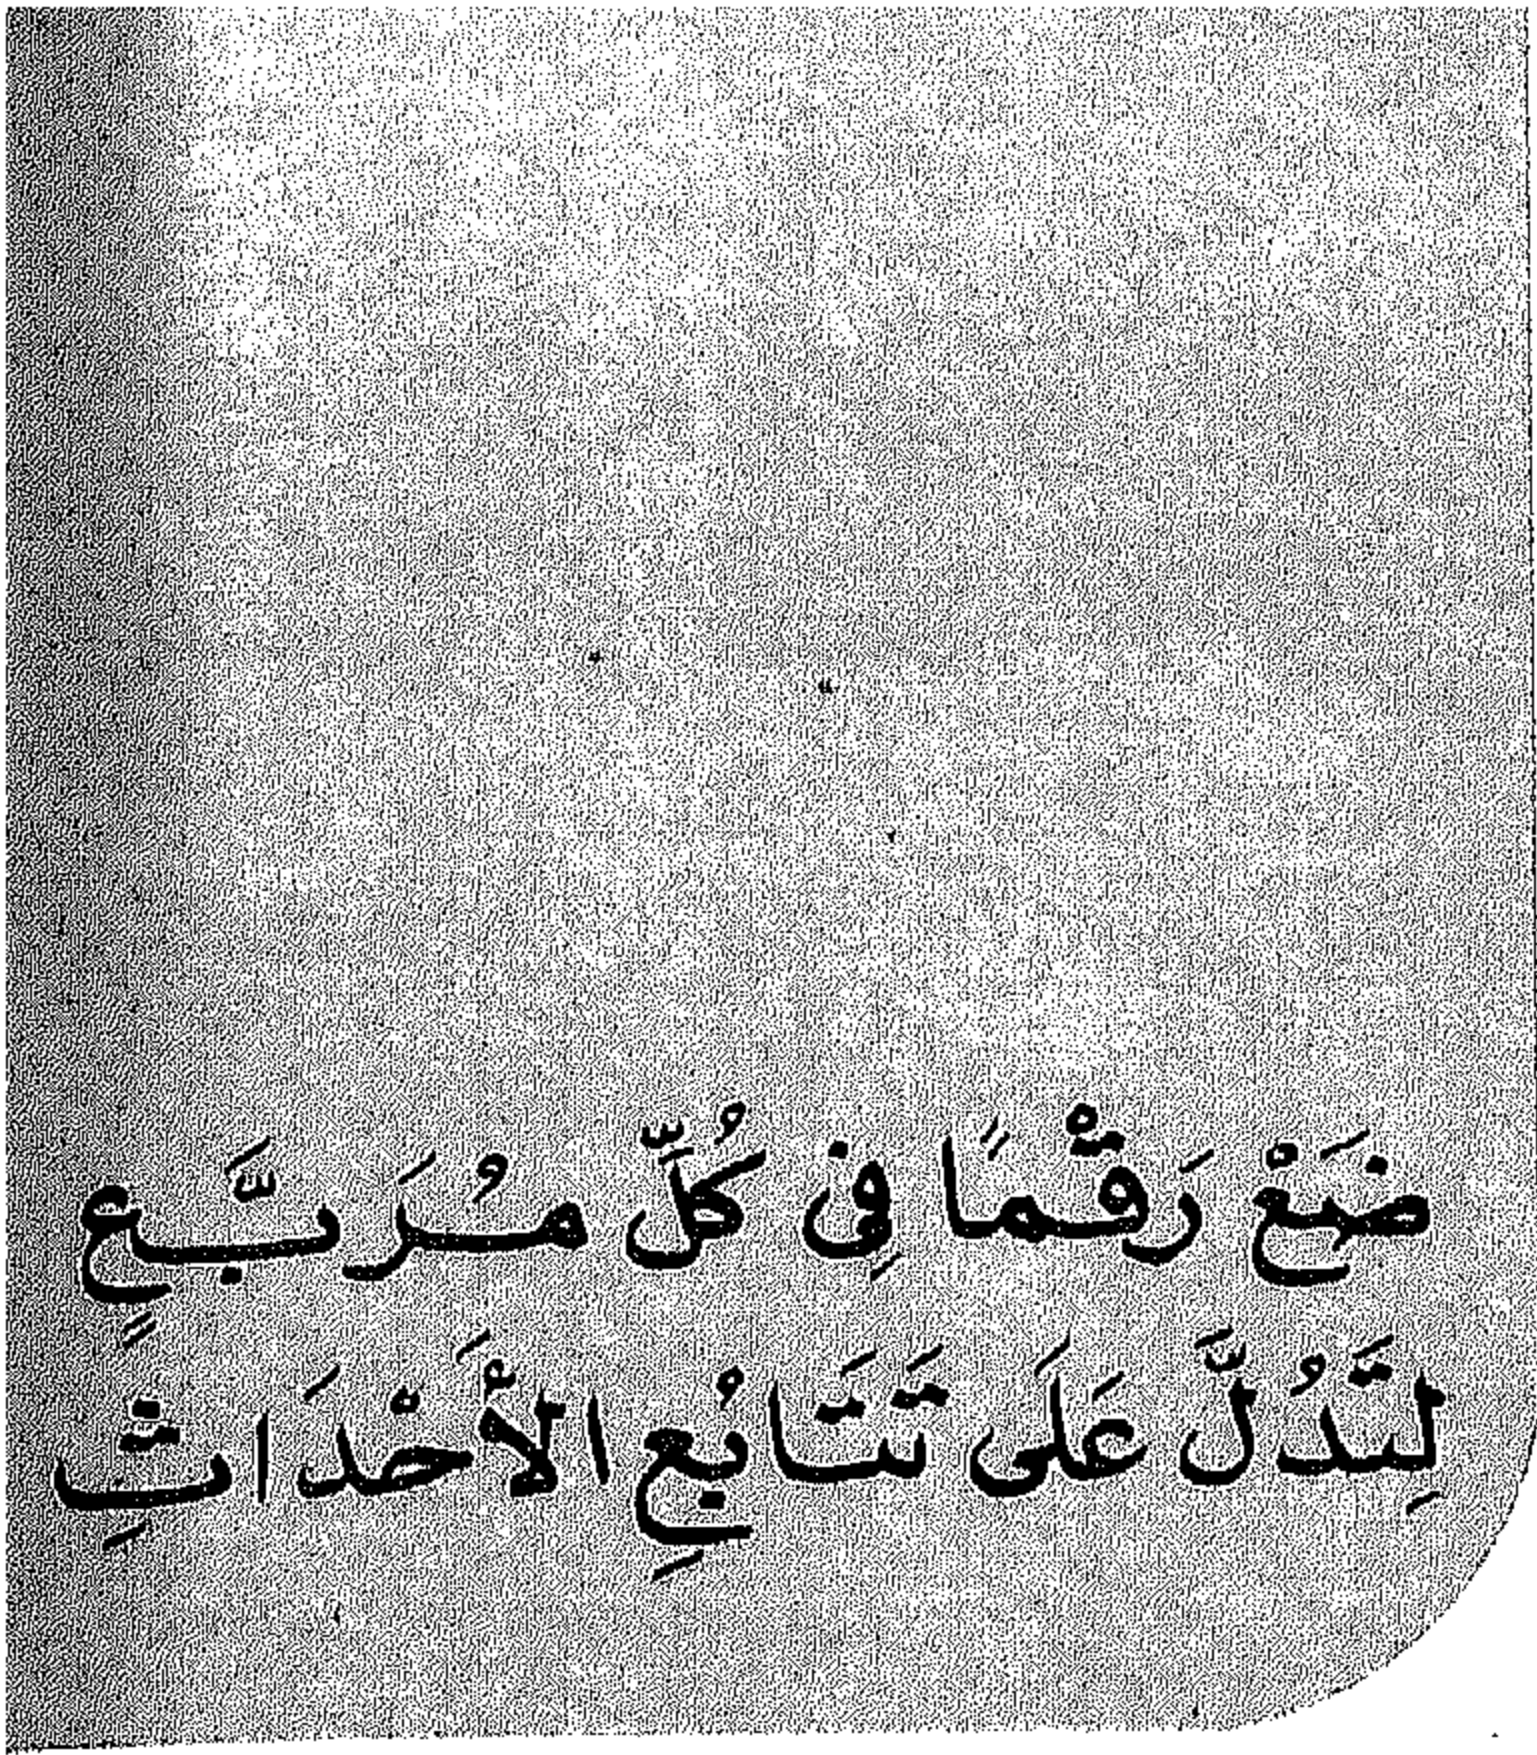 ضَعْ رَقْمًا فِى كُلِّ مُرَبَّعٍ
لِتَدُلَّ عَلَى تَتَابُعِ الأَحْدَاثِ